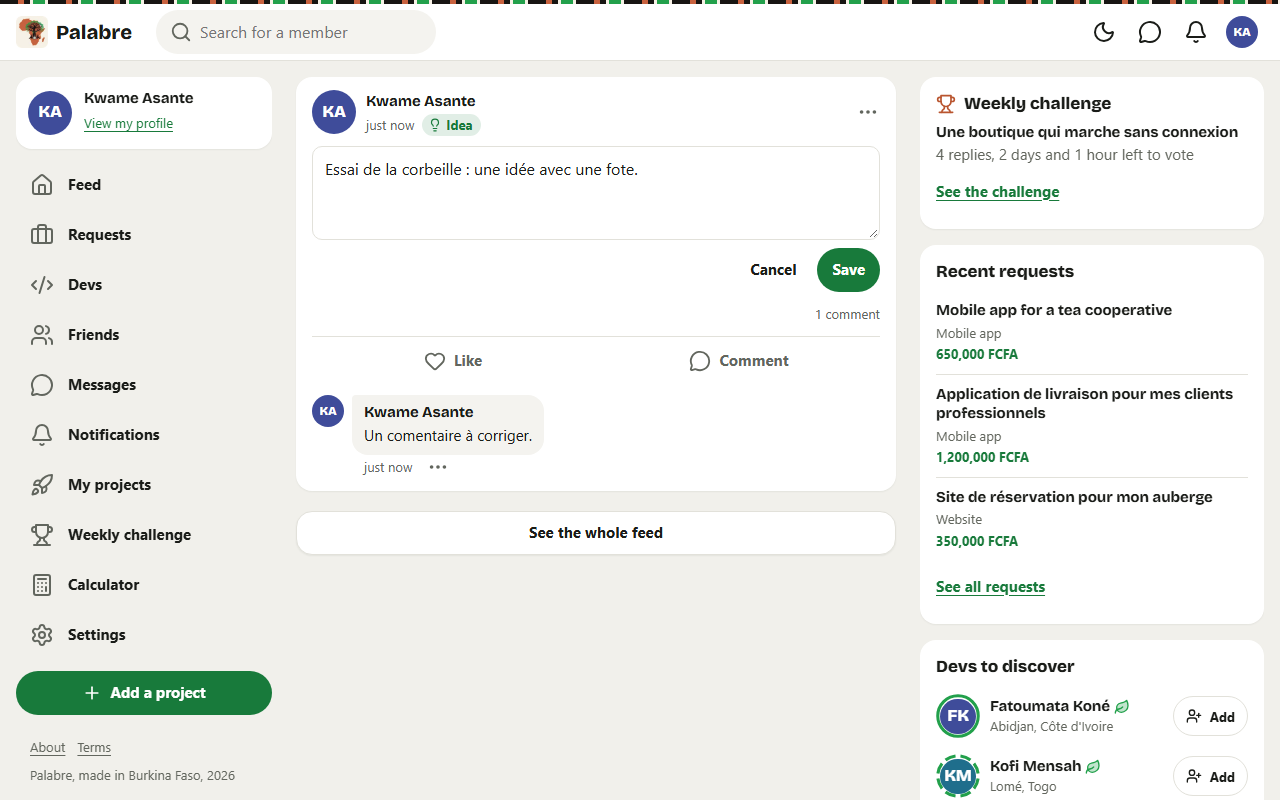 Palabre
Search for a member
KA
KA
Kwame Asante
View my profile
Feed
Requests
Devs
Friends
Messages
Notifications
My projects
Weekly challenge
Calculator
Settings
Add a project
About Terms
Palabre, made in Burkina Faso, 2026
KA
Kwame Asante
just now Idea
Essai de la corbeille : une idée avec une fote.
Cancel Save
1 comment
Like Comment
KA
Kwame Asante
Un comentaire à corriger.
just now
See the whole feed
Weekly challenge
Une boutique qui marche sans connexion
4 replies, 2 days and 1 hour left to vote
See the challenge
Recent requests
Mobile app for a tea cooperative
Mobile app
650,000 FCFA
Application de livraison pour mes clients
professionnels
Mobile app
1,200,000 FCFA
Site de réservation pour mon auberge
Website
350,000 FCFA
See all requests
Devs to discover
FK
Fatoumata Koné
Abidjan, Côte d'Ivoire
Add
KM
Kofi Mensah
Lomé, Togo
Add